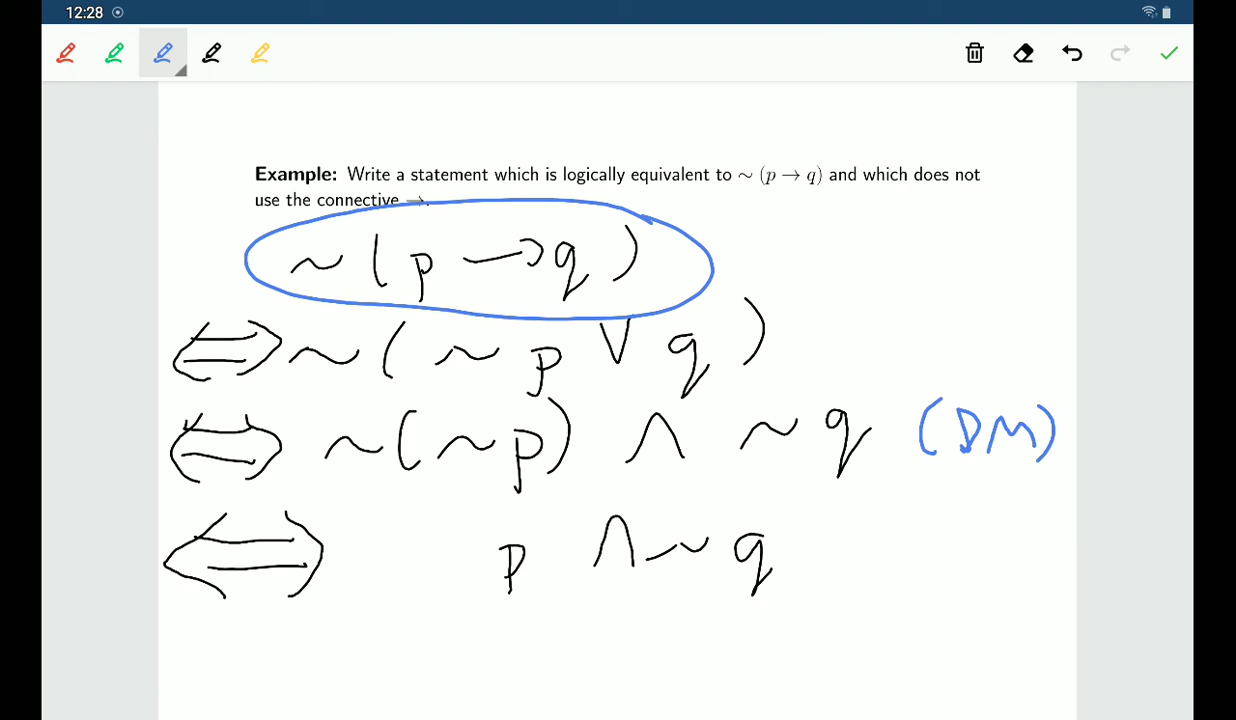 12:28
Example: Write a statement which is logically equivalent to ∼ (p → q) and which does not
use the connective →.
~ ( p → q )
⟺ ~ ( ~ p ∨ q )
⟺ ~ ( ~ p ) ∧ ~ q (DM)
⟺ p ∧ ~ q